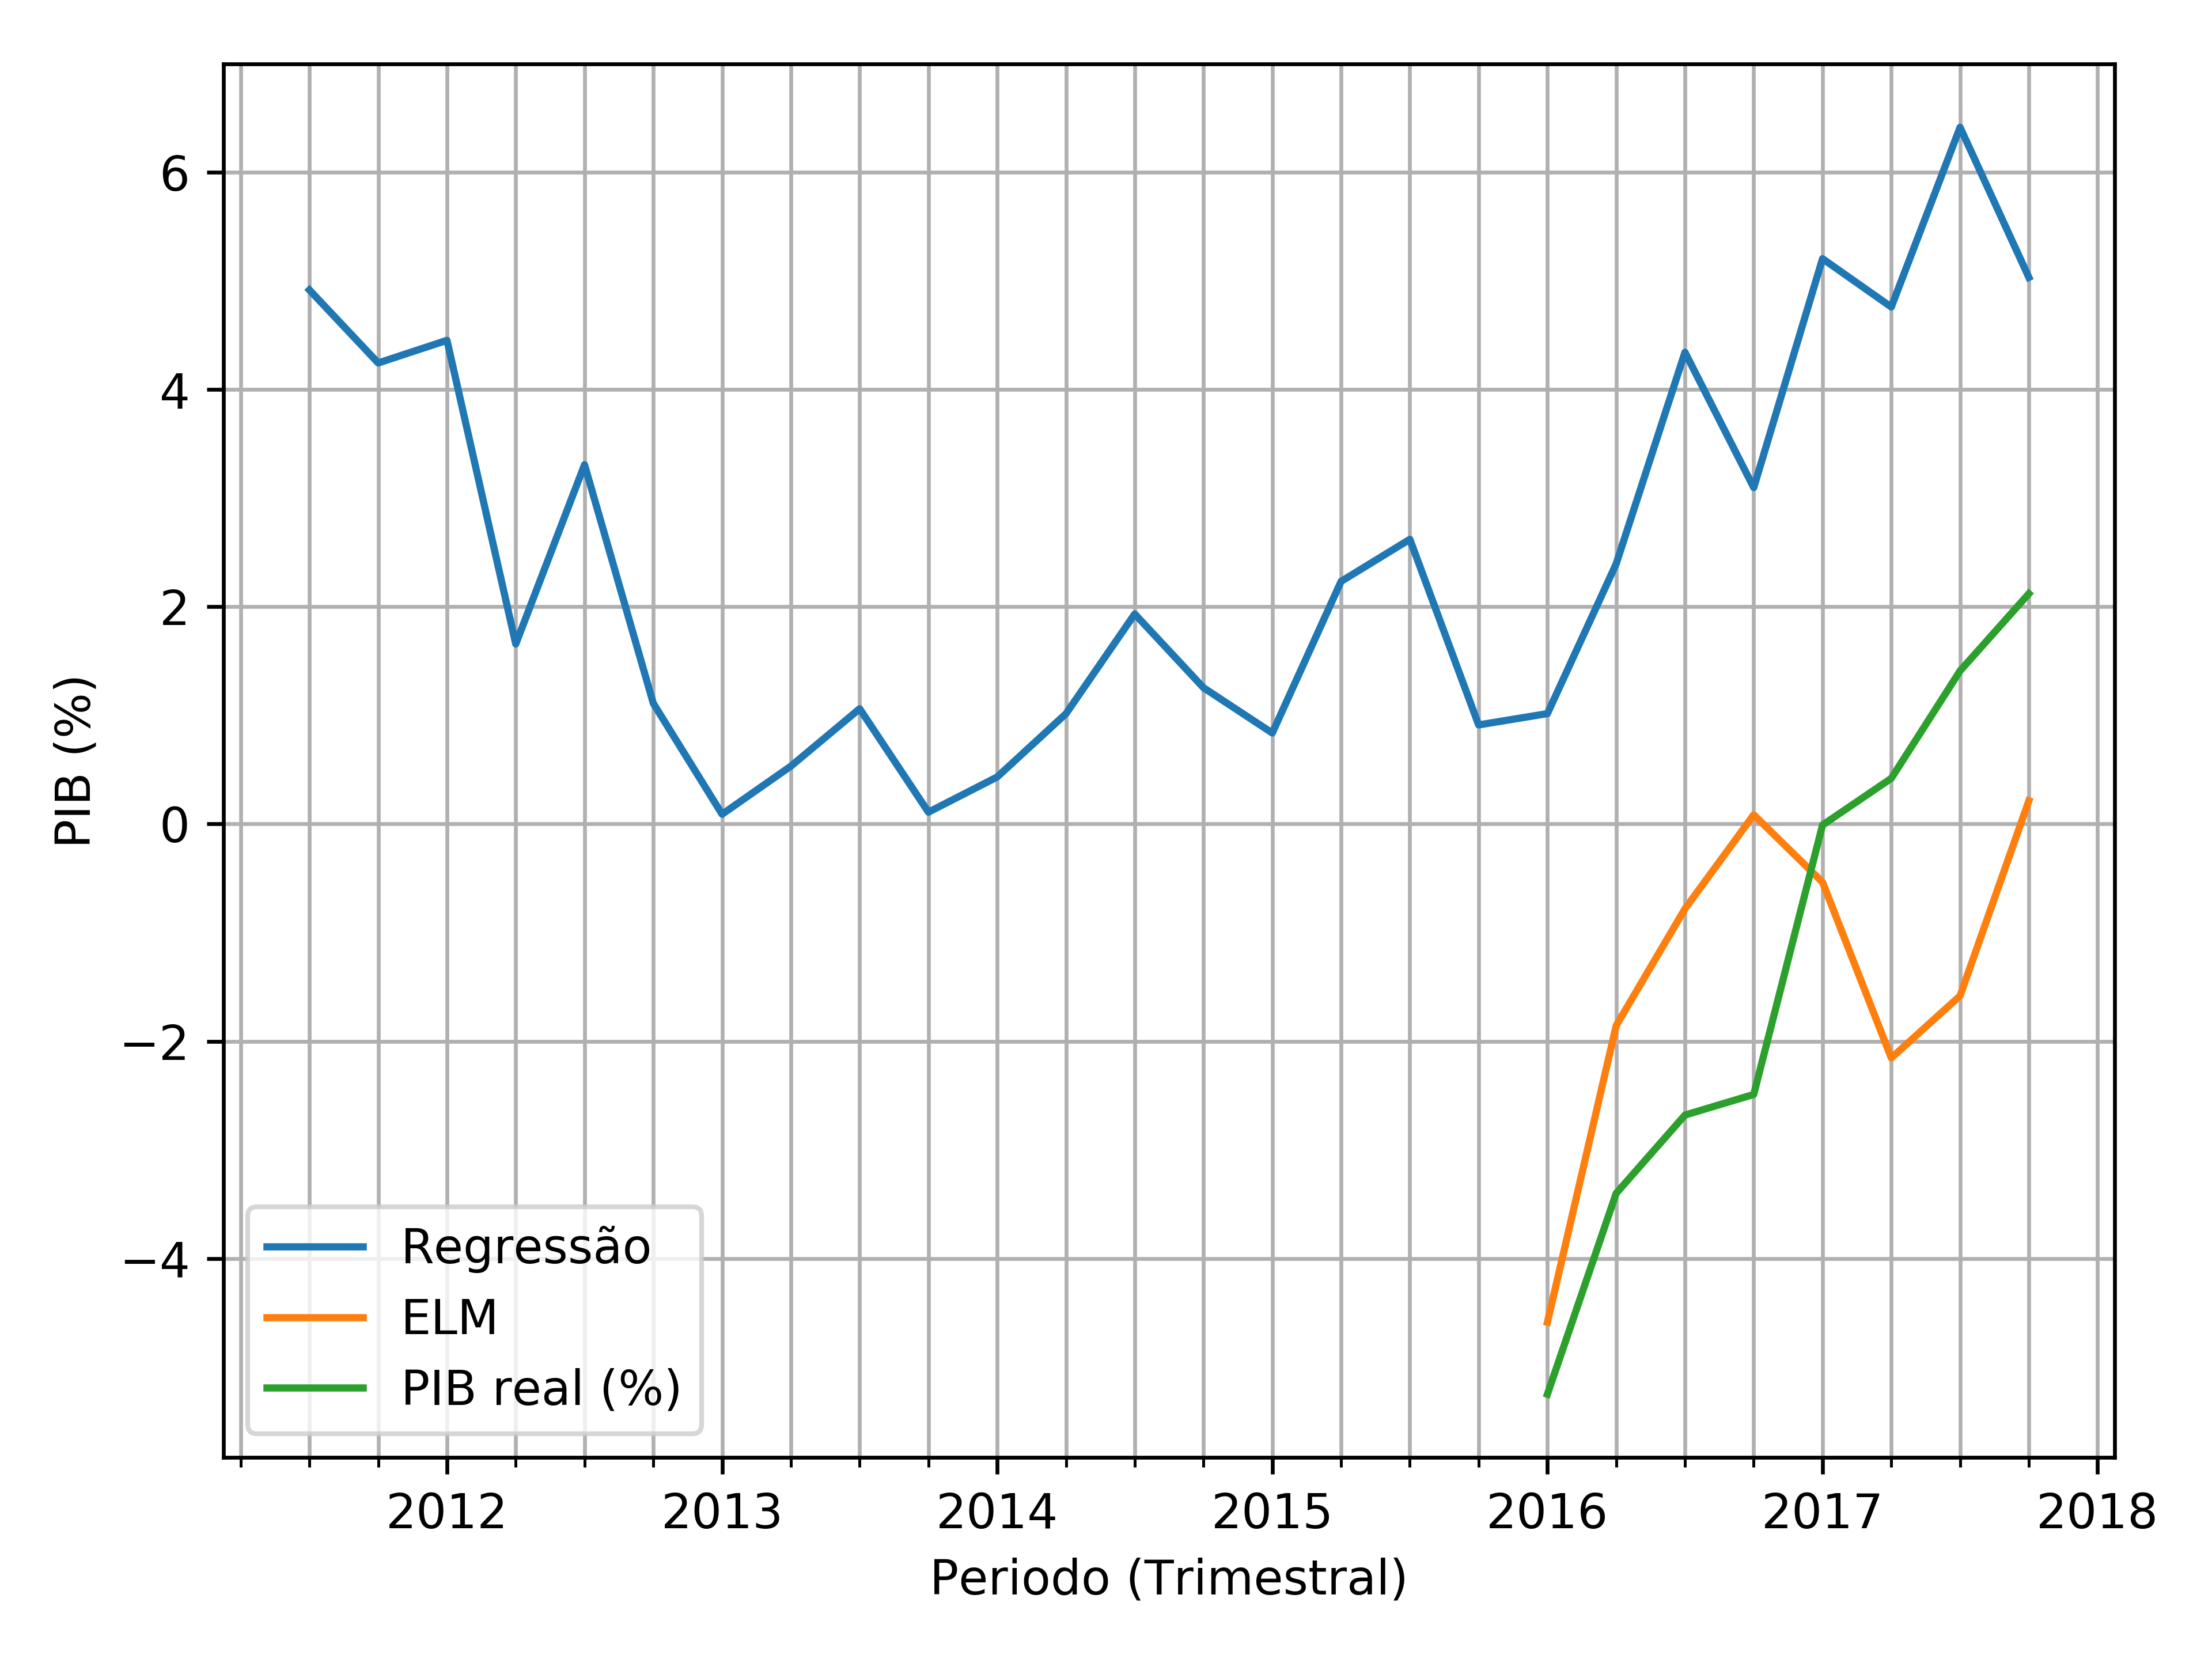 6
4
2
0
−2
−4
PIB (%)
Regressão
ELM
PIB real (%)
2012 2013 2014 2015 2016 2017 2018
Periodo (Trimestral)